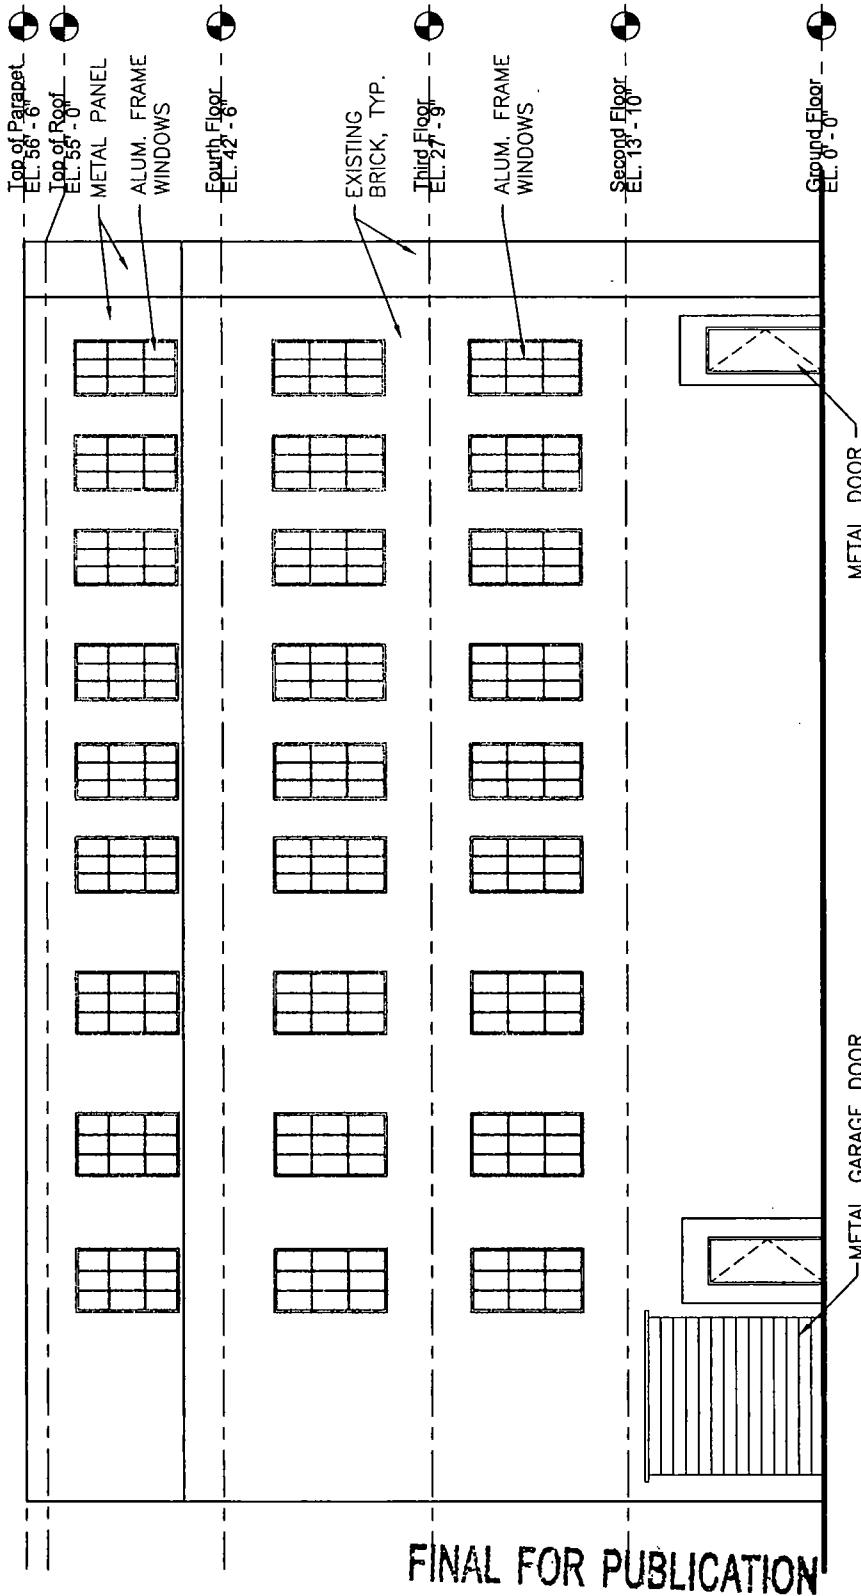 Top of Parapet
EL. 56' - 6"
Top of Roof
EL. 55' - 0"
METAL PANEL
ALUM. FRAME
WINDOWS
Fourth Floor
EL. 42' - 6"
EXISTING
BRICK, TYP.
Third Floor
EL. 27' - 9"
ALUM. FRAME
WINDOWS
Second Floor
EL. 13' - 10"
Ground Floor
EL. 0' - 0"
METAL DOOR
METAL GARAGE DOOR
FINAL FOR PUBLICATION